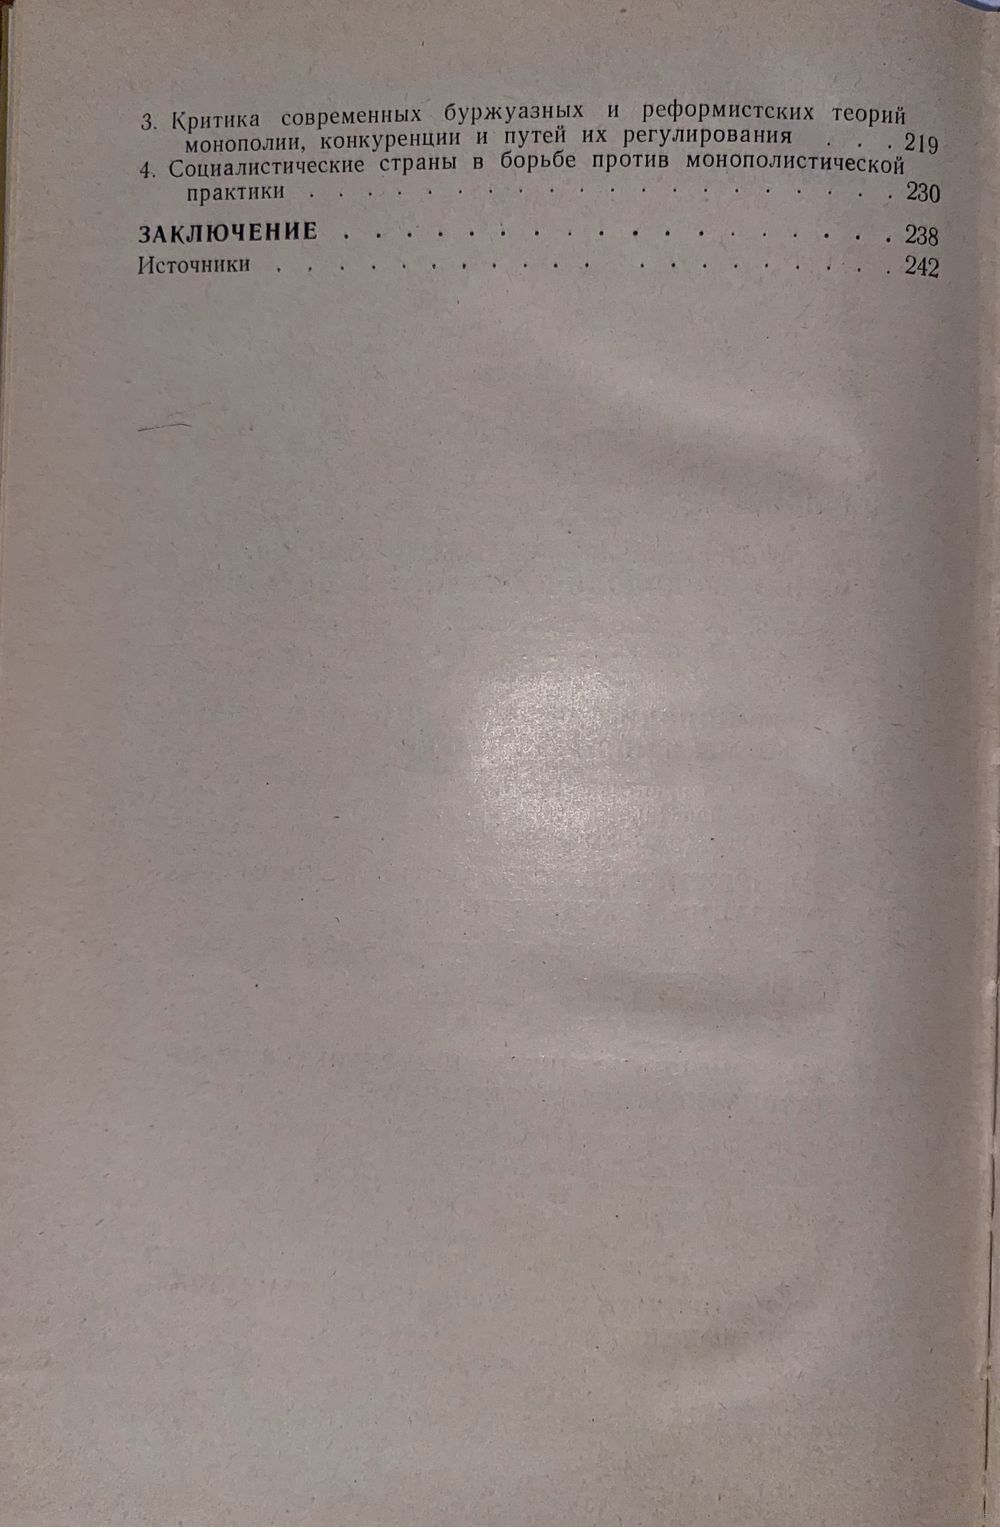 3. Критика современных буржуазных и реформистских теорий
монополии, конкуренции и путей их регулирования . . . 219
4. Социалистические страны в борьбе против монополистической
практики . . . . . . . . . . . . . . . . . . . . . 230
ЗАКЛЮЧЕНИЕ . . . . . . . . . . . . . . . . . . 238
Источники . . . . . . . . . . . . . . . . . . . . 242